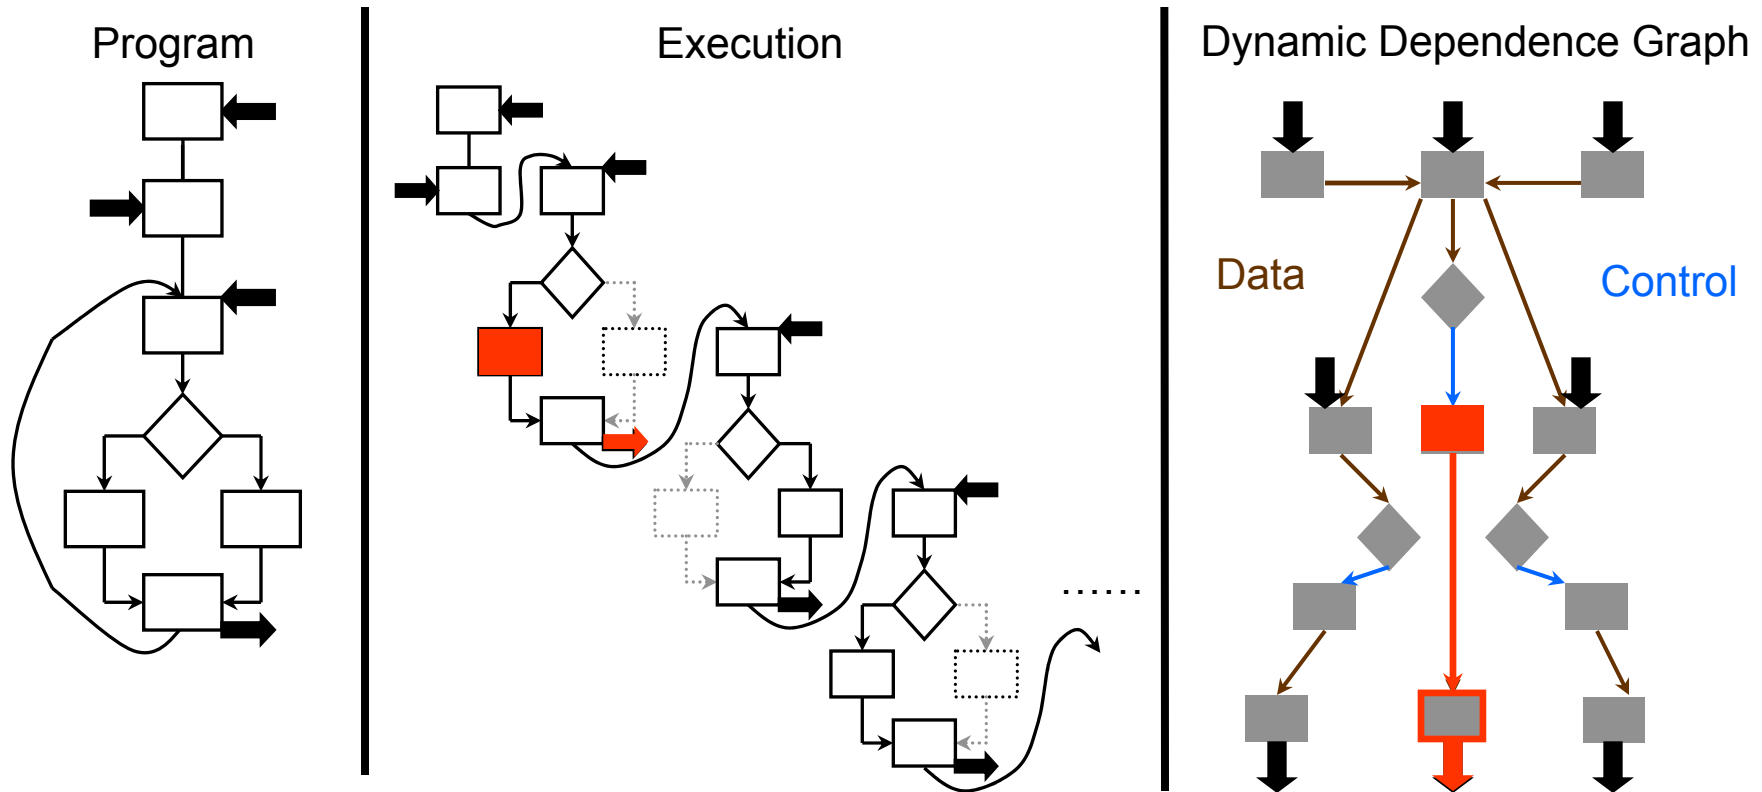 Program
Execution
Dynamic Dependence Graph
Data
Control
......